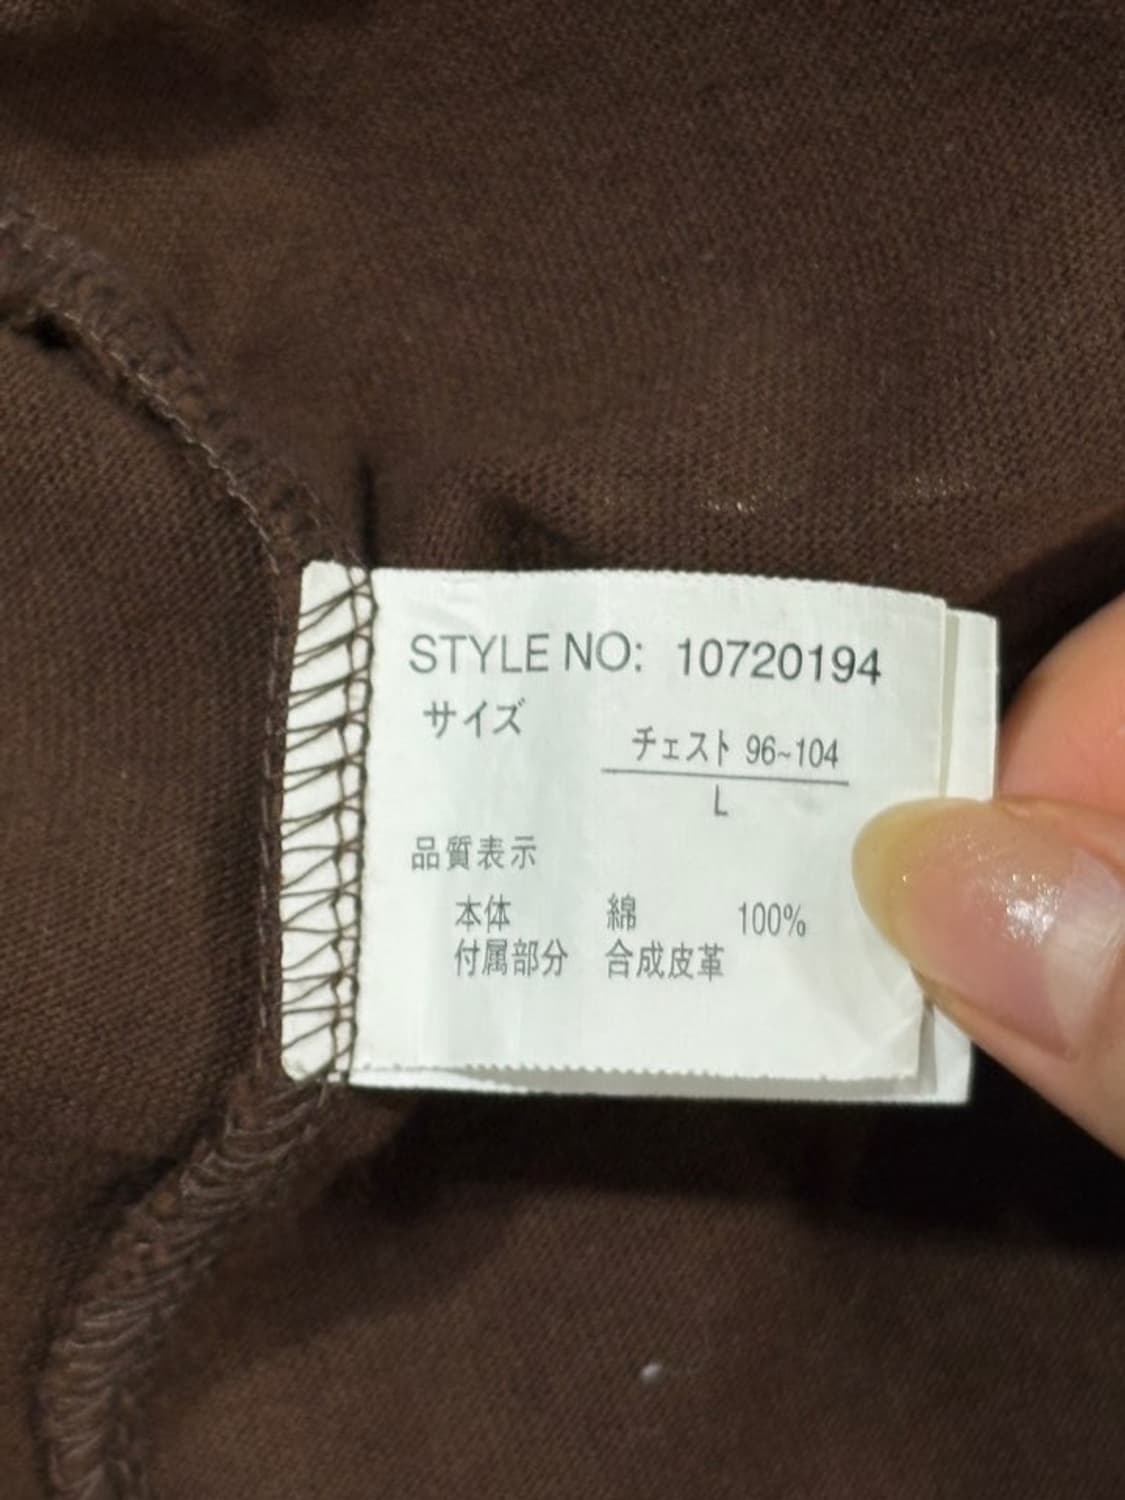 STYLE NO: 10720194
サイズ
チェスト 96~104
L
品質表示
本体 綿 100%
付属部分 合成皮革